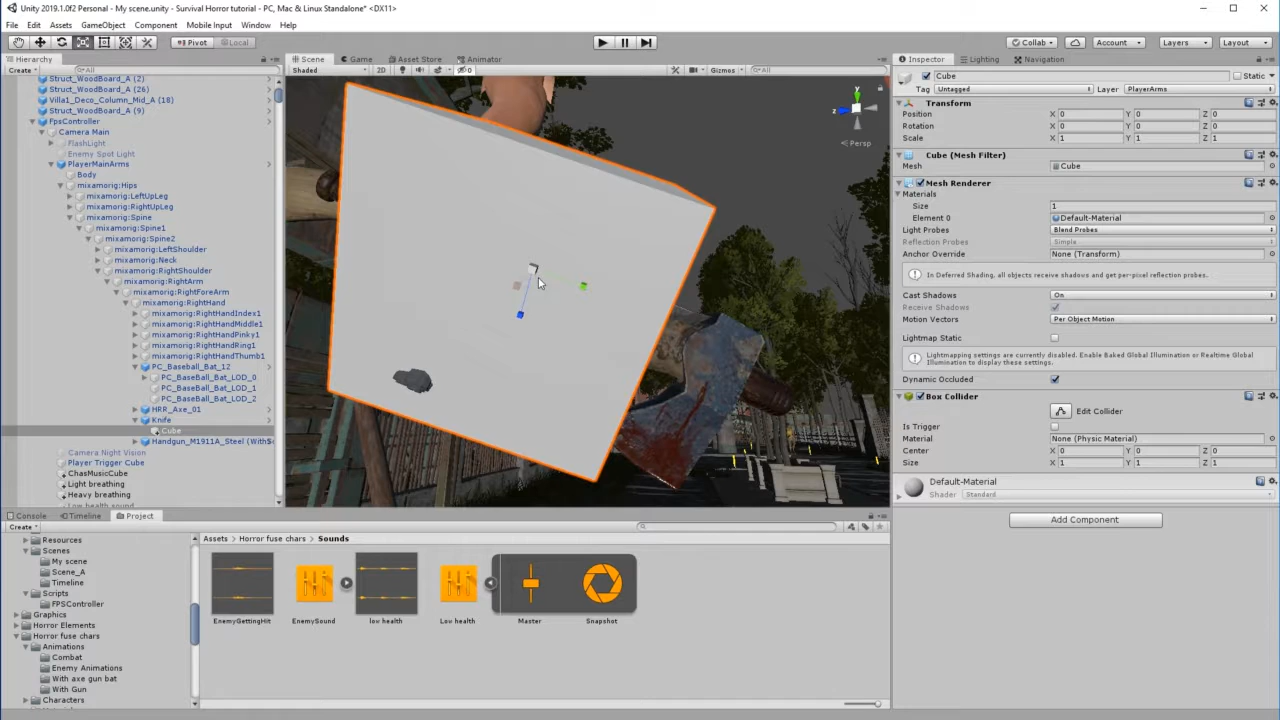 Unity 2019.1.0f2 Personal - My scene.unity - Survival Horror tutorial - PC, Mac & Linux Standalone* <DX11>
File Edit Assets GameObject Component Mobile Input Window Help
Pivot Local Collab Account Layers Layout
Hierarchy
Create All
Struct_WoodBoard_A (2)
Struct_WoodBoard_A (26)
Villa1_Deco_Column_Mid_A (18)
Struct_WoodBoard_A (9)
FpsController
Camera Main
FlashLight
Enemy Spot Light
PlayerMainArms
Body
mixamorig:Hips
mixamorig:LeftUpLeg
mixamorig:RightUpLeg
mixamorig:Spine
mixamorig:Spine1
mixamorig:Spine2
mixamorig:LeftShoulder
mixamorig:Neck
mixamorig:RightShoulder
mixamorig:RightArm
mixamorig:RightForeArm
mixamorig:RightHand
mixamorig:RightHandIndex1
mixamorig:RightHandMiddle1
mixamorig:RightHandPinky1
mixamorig:RightHandRing1
mixamorig:RightHandThumb1
PC_Baseball_Bat_12
PC_BaseBall_Bat_LOD_0
PC_BaseBall_Bat_LOD_1
PC_BaseBall_Bat_LOD_2
HRR_Axe_01
Knife
Cube
Handgun_M1911A_Steel (WithS
Camera Night Vision
Player Trigger Cube
ChasMusicCube
Light breathing
Heavy breathing
Low health sound
Scene Game Asset Store Animator
Shaded 2D 0 Gizmos All
y
z
Persp
Inspector Lighting Navigation
Cube Static
Tag Untagged Layer PlayerArms
Transform
Position X 0 Y 0 Z 0
Rotation X 0 Y 0 Z 0
Scale X 1 Y 1 Z 1
Cube (Mesh Filter)
Mesh Cube
Mesh Renderer
Materials
Size 1
Element 0 Default-Material
Light Probes Blend Probes
Reflection Probes Simple
Anchor Override None (Transform)
In Deferred Shading, all objects receive shadows and get per-pixel reflection probes.
Cast Shadows On
Receive Shadows
Motion Vectors Per Object Motion
Lightmap Static
Lightmapping settings are currently disabled. Enable Baked Global Illumination or Realtime Global
Illumination to display these settings.
Dynamic Occluded
Box Collider
Edit Collider
Is Trigger
Material None (Physic Material)
Center X 0 Y 0 Z 0
Size X 1 Y 1 Z 1
Default-Material
Shader Standard
Add Component
Console Timeline Project
Create
Resources
Scenes
My scene
Scene_A
Timeline
Scripts
FPSController
Graphics
Horror Elements
Horror fuse chars
Animations
Combat
Enemy Animations
With axe gun bat
With Gun
Characters
Assets Horror fuse chars Sounds
EnemyGettingHit EnemySound low health Low health Master Snapshot